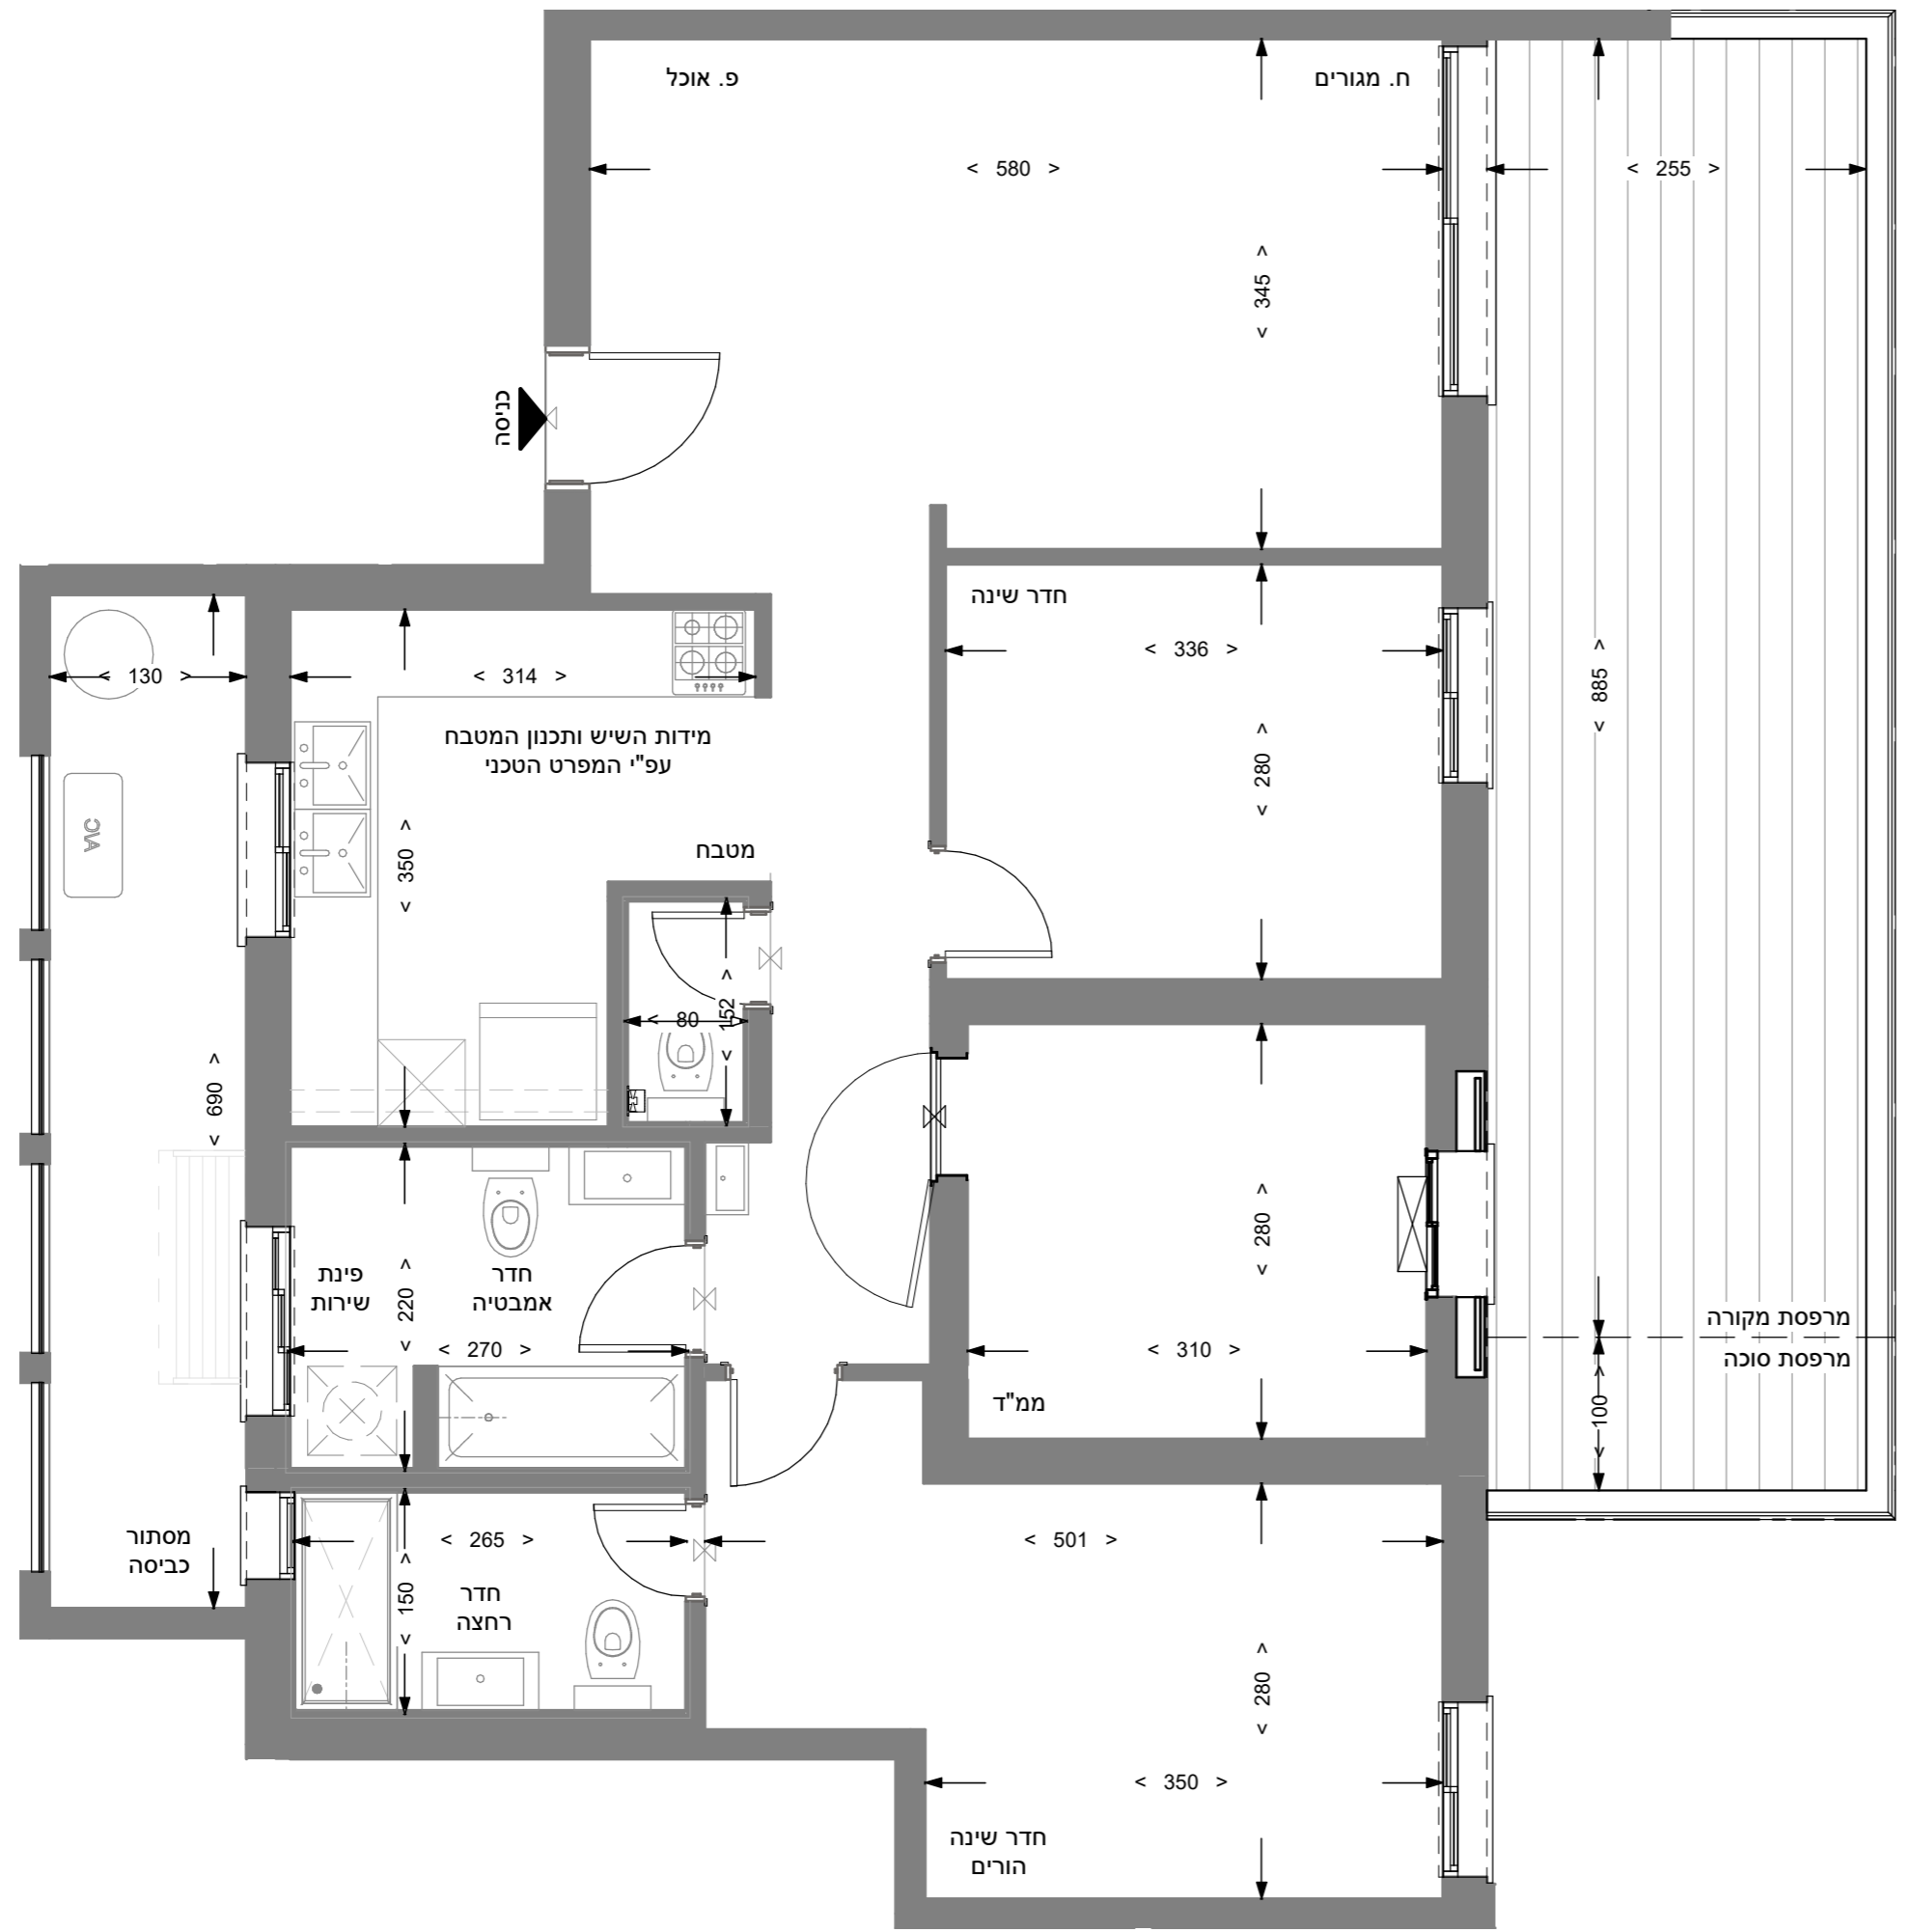 ח. מגורים
פ. אוכל
< 580 >
< 255 >
< 345 >
כניסה
חדר שינה
< 336 >
< 280 >
< 885 >
< 130 >
< 314 >
מידות השיש ותכנון המטבח
עפ"י המפרט הטכני
A\C
< 350 >
מטבח
< 152 >
< 80 >
< 690 >
פינת
שירות
חדר
אמבטיה
< 220 >
< 270 >
< 280 >
< 310 >
ממ"ד
מרפסת מקורה
מרפסת סוכה
< 100 >
מסתור
כביסה
< 265 >
< 150 >
חדר
רחצה
< 501 >
< 280 >
< 350 >
חדר שינה
הורים